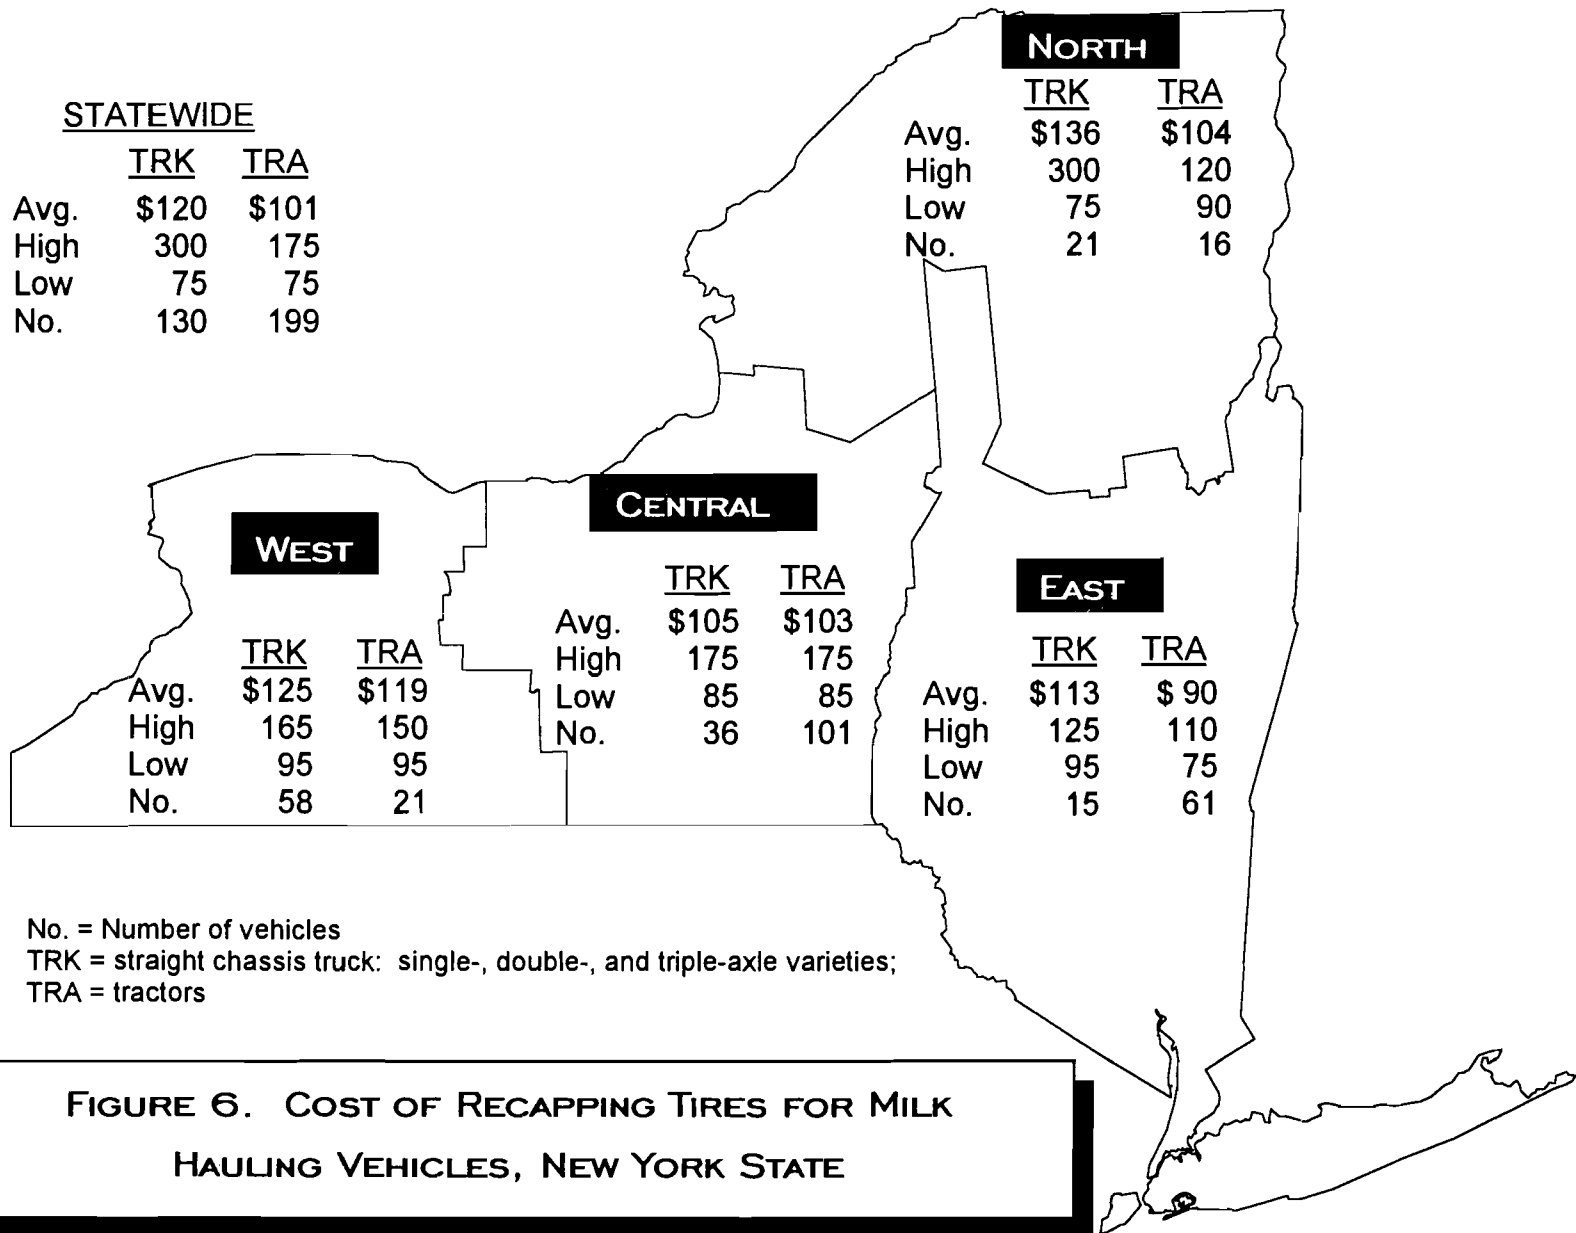 STATEWIDE
TRK TRA
Avg. $120 $101
High 300 175
Low 75 75
No. 130 199
NORTH
TRK TRA
Avg. $136 $104
High 300 120
Low 75 90
No. 21 16
WEST
TRK TRA
Avg. $125 $119
High 165 150
Low 95 95
No. 58 21
CENTRAL
TRK TRA
Avg. $105 $103
High 175 175
Low 85 85
No. 36 101
EAST
TRK TRA
Avg. $113 $ 90
High 125 110
Low 95 75
No. 15 61
No. = Number of vehicles
TRK = straight chassis truck: single-, double-, and triple-axle varieties;
TRA = tractors
FIGURE 6. COST OF RECAPPING TIRES FOR MILK
HAULING VEHICLES, NEW YORK STATE